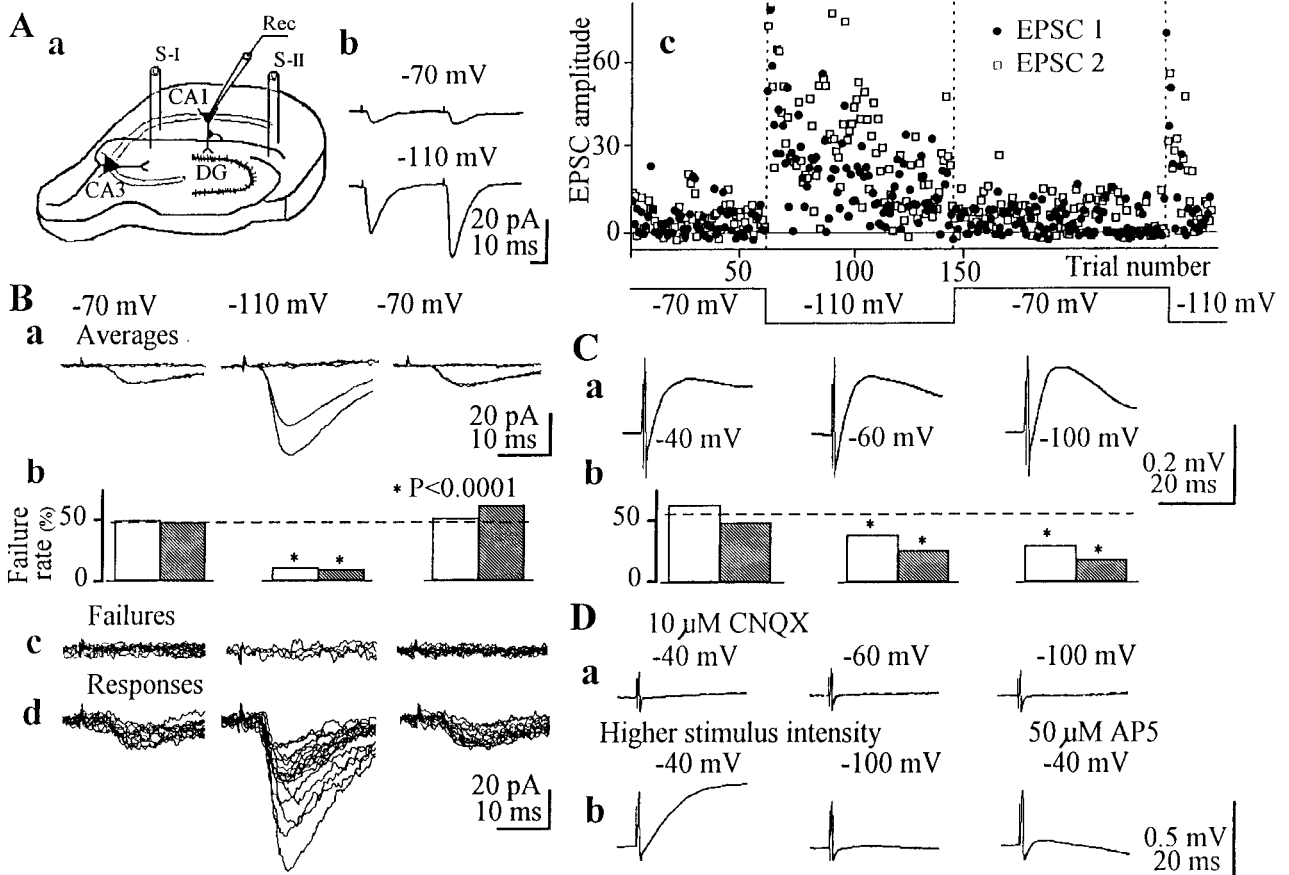 A
a
Rec
S-I
S-II
CA1
CA3
DG
b
-70 mV
-110 mV
20 pA
10 ms
c
EPSC amplitude
60
30
0
● EPSC 1
□ EPSC 2
50
100
150
Trial number
-70 mV
-110 mV
-70 mV
-110 mV
B
-70 mV
-110 mV
-70 mV
a
Averages
20 pA
10 ms
b
* P<0.0001
Failure
rate (%)
50
0
* *
Failures
c
Responses
d
20 pA
10 ms
C
a
-40 mV
-60 mV
-100 mV
0.2 mV
20 ms
b
50
0
* *
* *
D
10 µM CNQX
a
-40 mV
-60 mV
-100 mV
Higher stimulus intensity
50 µM AP5
-40 mV
-100 mV
-40 mV
b
0.5 mV
20 ms